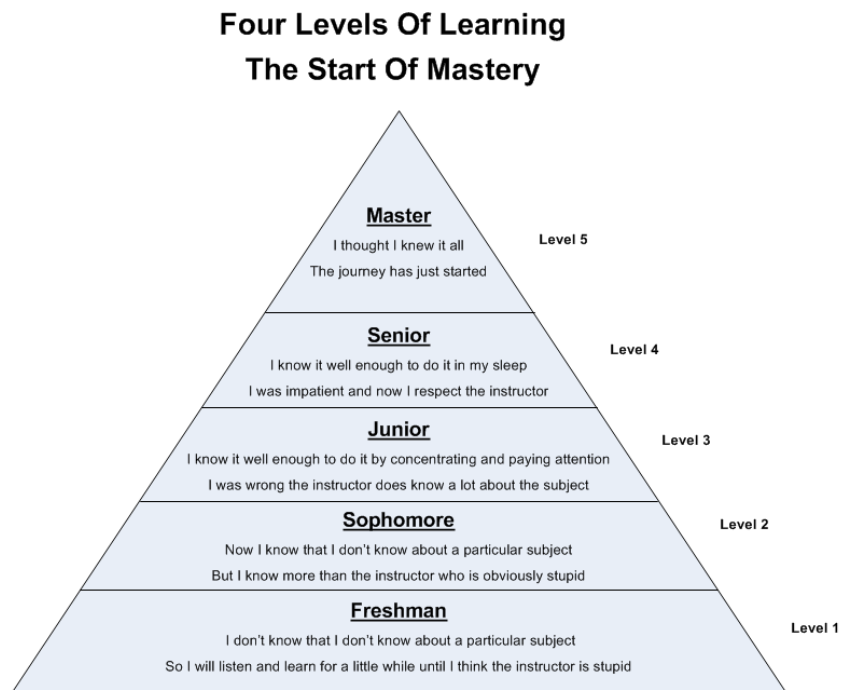 Four Levels Of Learning
The Start Of Mastery
Master
I thought I knew it all
The journey has just started
Level 5
Senior
I know it well enough to do it in my sleep
I was impatient and now I respect the instructor
Level 4
Junior
I know it well enough to do it by concentrating and paying attention
I was wrong the instructor does know a lot about the subject
Level 3
Sophomore
Now I know that I don't know about a particular subject
But I know more than the instructor who is obviously stupid
Level 2
Freshman
I don't know that I don't know about a particular subject
So I will listen and learn for a little while until I think the instructor is stupid
Level 1